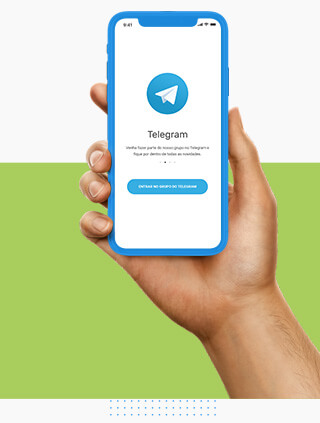 9:41
Telegram
Venha fazer parte do nosso grupo no Telegram e
fique por dentro de todas as novidades.
ENTRAR NO GRUPO DO TELEGRAM